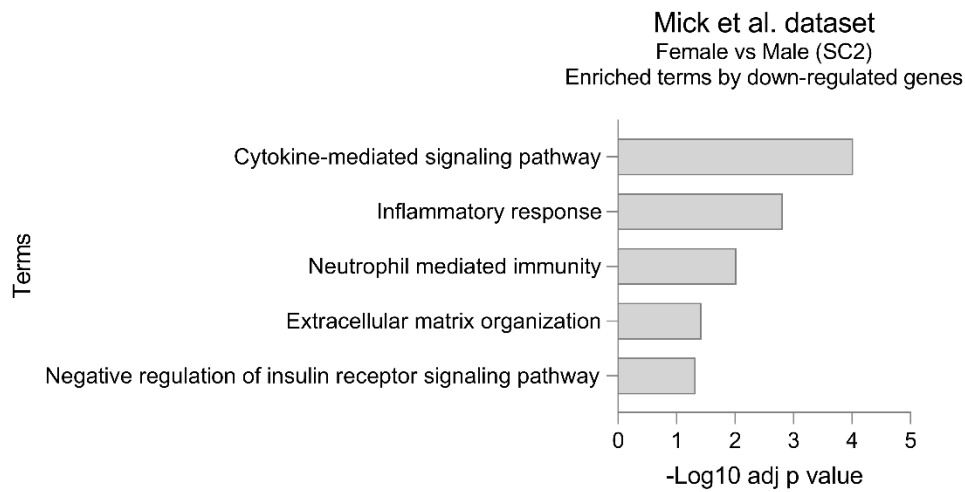 Mick et al. dataset
Female vs Male (SC2)
Enriched terms by down-regulated genes
Terms
Cytokine-mediated signaling pathway
Inflammatory response
Neutrophil mediated immunity
Extracellular matrix organization
Negative regulation of insulin receptor signaling pathway
0 1 2 3 4 5
-Log10 adj p value